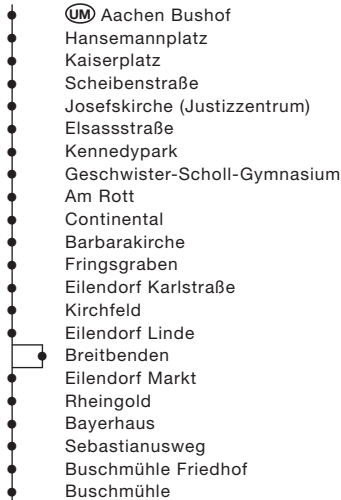 UM Aachen Bushof
Hansemannplatz
Kaiserplatz
Scheibenstraße
Josefskirche (Justizzentrum)
Elsassstraße
Kennedypark
Geschwister-Scholl-Gymnasium
Am Rott
Continental
Barbarakirche
Fringsgraben
Eilendorf Karlstraße
Kirchfeld
Eilendorf Linde
Breitbenden
Eilendorf Markt
Rheingold
Bayerhaus
Sebastianusweg
Buschmühle Friedhof
Buschmühle